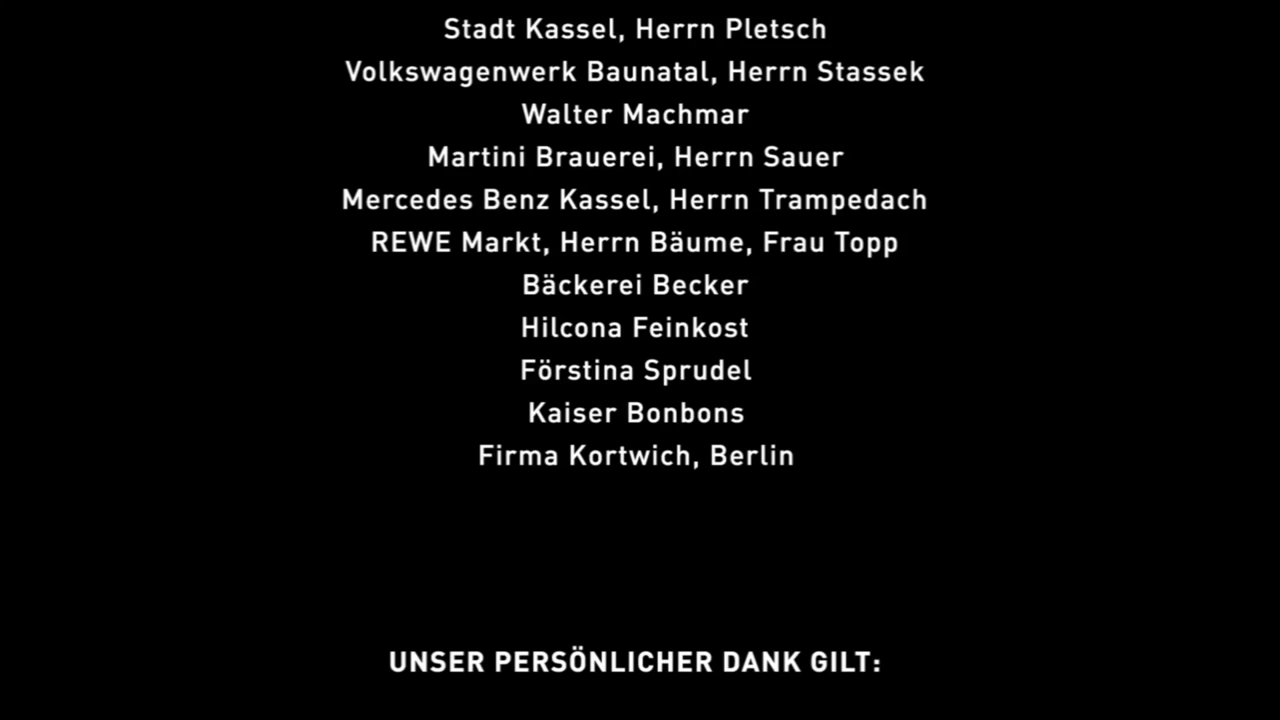 Stadt Kassel, Herrn Pletsch
Volkswagenwerk Baunatal, Herrn Stassek
Walter Machmar
Martini Brauerei, Herrn Sauer
Mercedes Benz Kassel, Herrn Trampedach
REWE Markt, Herrn Bäume, Frau Topp
Bäckerei Becker
Hilcona Feinkost
Förstina Sprudel
Kaiser Bonbons
Firma Kortwich, Berlin
UNSER PERSÖNLICHER DANK GILT: